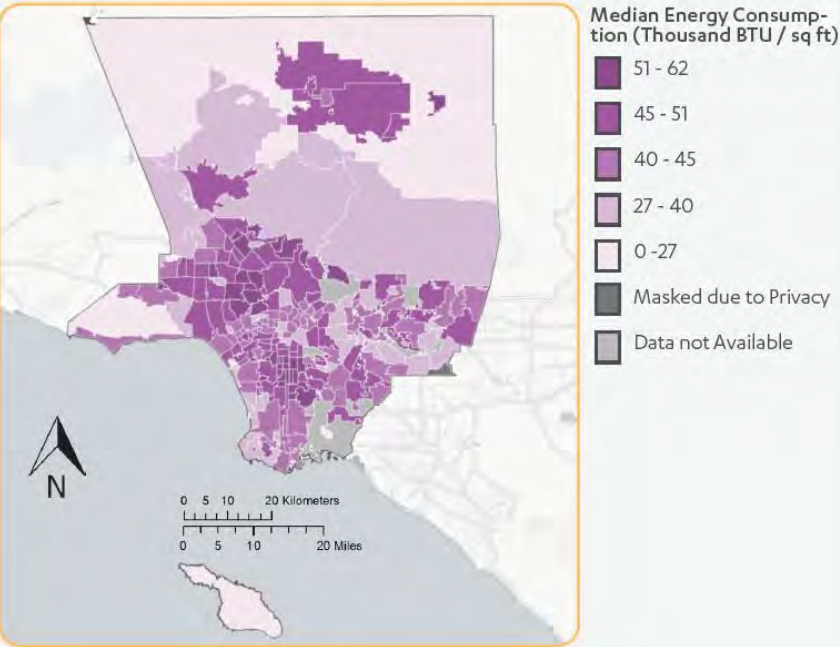 Median Energy Consump-
tion (Thousand BTU / sq ft)
51 - 62
45 - 51
40 - 45
27 - 40
0 -27
Masked due to Privacy
Data not Available
N
0 5 10 20 Kilometers
0 5 10 20 Miles